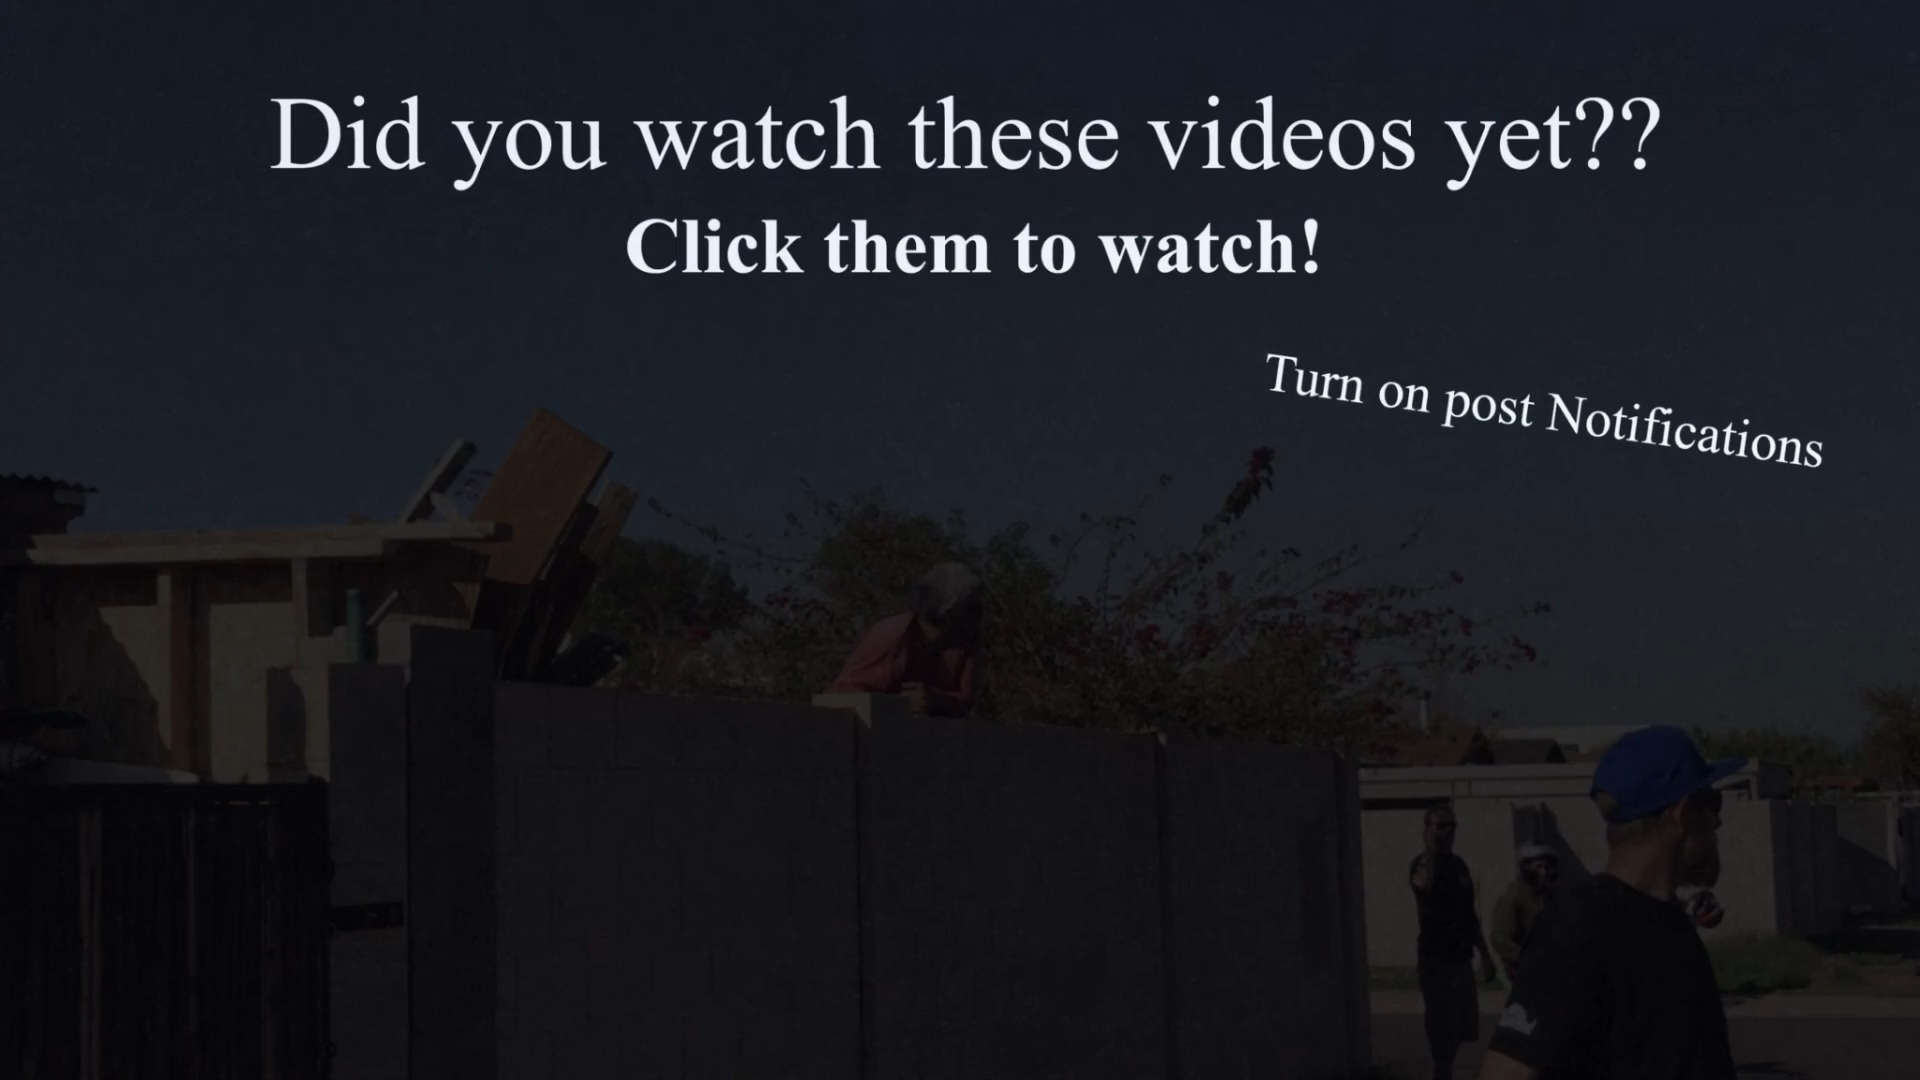 Did you watch these videos yet??
Click them to watch!
Turn on post Notifications